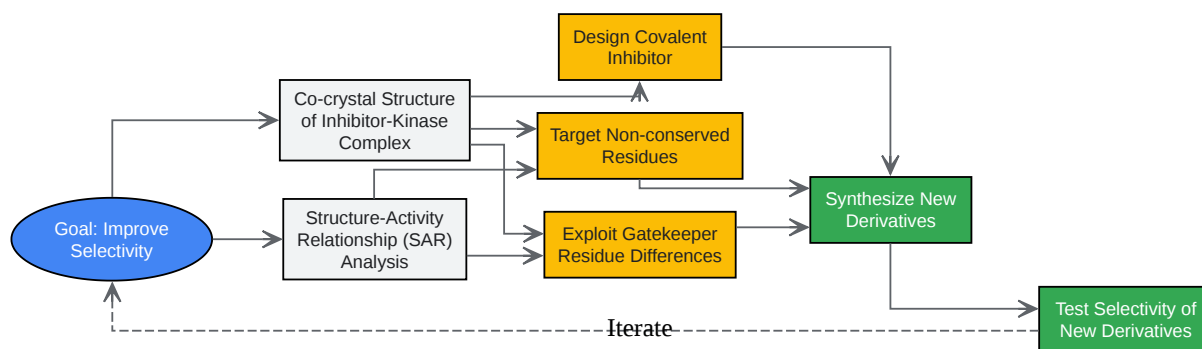 Design Covalent
Inhibitor
Co-crystal Structure
of Inhibitor-Kinase
Complex
Target Non-conserved
Residues
Goal: Improve
Selectivity
Structure-Activity
Relationship (SAR)
Analysis
Exploit Gatekeeper
Residue Differences
Synthesize New
Derivatives
Test Selectivity of
New Derivatives
Iterate